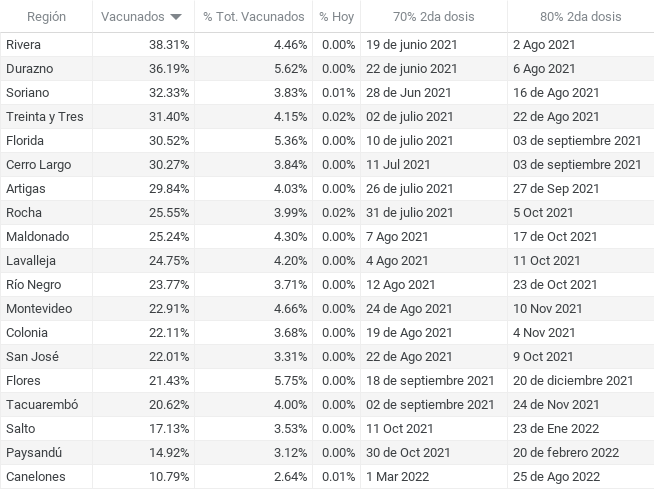 Región Vacunados % Tot. Vacunados % Hoy 70% 2da dosis 80% 2da dosis
Rivera 38.31% 4.46% 0.00% 19 de junio 2021 2 Ago 2021
Durazno 36.19% 5.62% 0.00% 22 de junio 2021 6 Ago 2021
Soriano 32.33% 3.83% 0.01% 28 de Jun 2021 16 de Ago 2021
Treinta y Tres 31.40% 4.15% 0.02% 02 de julio 2021 22 de Ago 2021
Florida 30.52% 5.36% 0.00% 10 de julio 2021 03 de septiembre 2021
Cerro Largo 30.27% 3.84% 0.00% 11 Jul 2021 03 de septiembre 2021
Artigas 29.84% 4.03% 0.00% 26 de julio 2021 27 de Sep 2021
Rocha 25.55% 3.99% 0.02% 31 de julio 2021 5 Oct 2021
Maldonado 25.24% 4.30% 0.00% 7 Ago 2021 17 de Oct 2021
Lavalleja 24.75% 4.20% 0.00% 4 Ago 2021 11 Oct 2021
Río Negro 23.77% 3.71% 0.00% 12 Ago 2021 23 de Oct 2021
Montevideo 22.91% 4.66% 0.00% 24 de Ago 2021 10 Nov 2021
Colonia 22.11% 3.68% 0.00% 19 de Ago 2021 4 Nov 2021
San José 22.01% 3.31% 0.00% 22 de Ago 2021 9 Oct 2021
Flores 21.43% 5.75% 0.00% 18 de septiembre 2021 20 de diciembre 2021
Tacuarembó 20.62% 4.00% 0.00% 02 de septiembre 2021 24 de Nov 2021
Salto 17.13% 3.53% 0.00% 11 Oct 2021 23 de Ene 2022
Paysandú 14.92% 3.12% 0.00% 30 de Oct 2021 20 de febrero 2022
Canelones 10.79% 2.64% 0.01% 1 Mar 2022 25 de Ago 2022